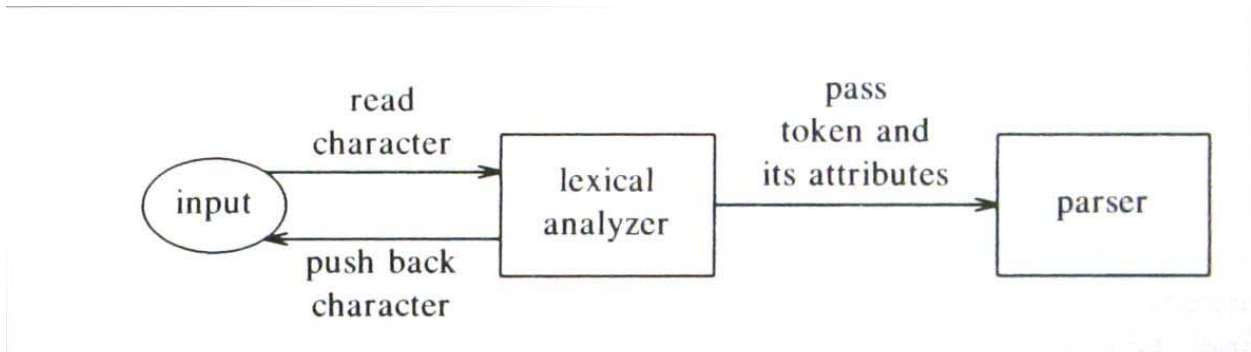 read
character
input
push back
character
lexical
analyzer
pass
token and
its attributes
parser